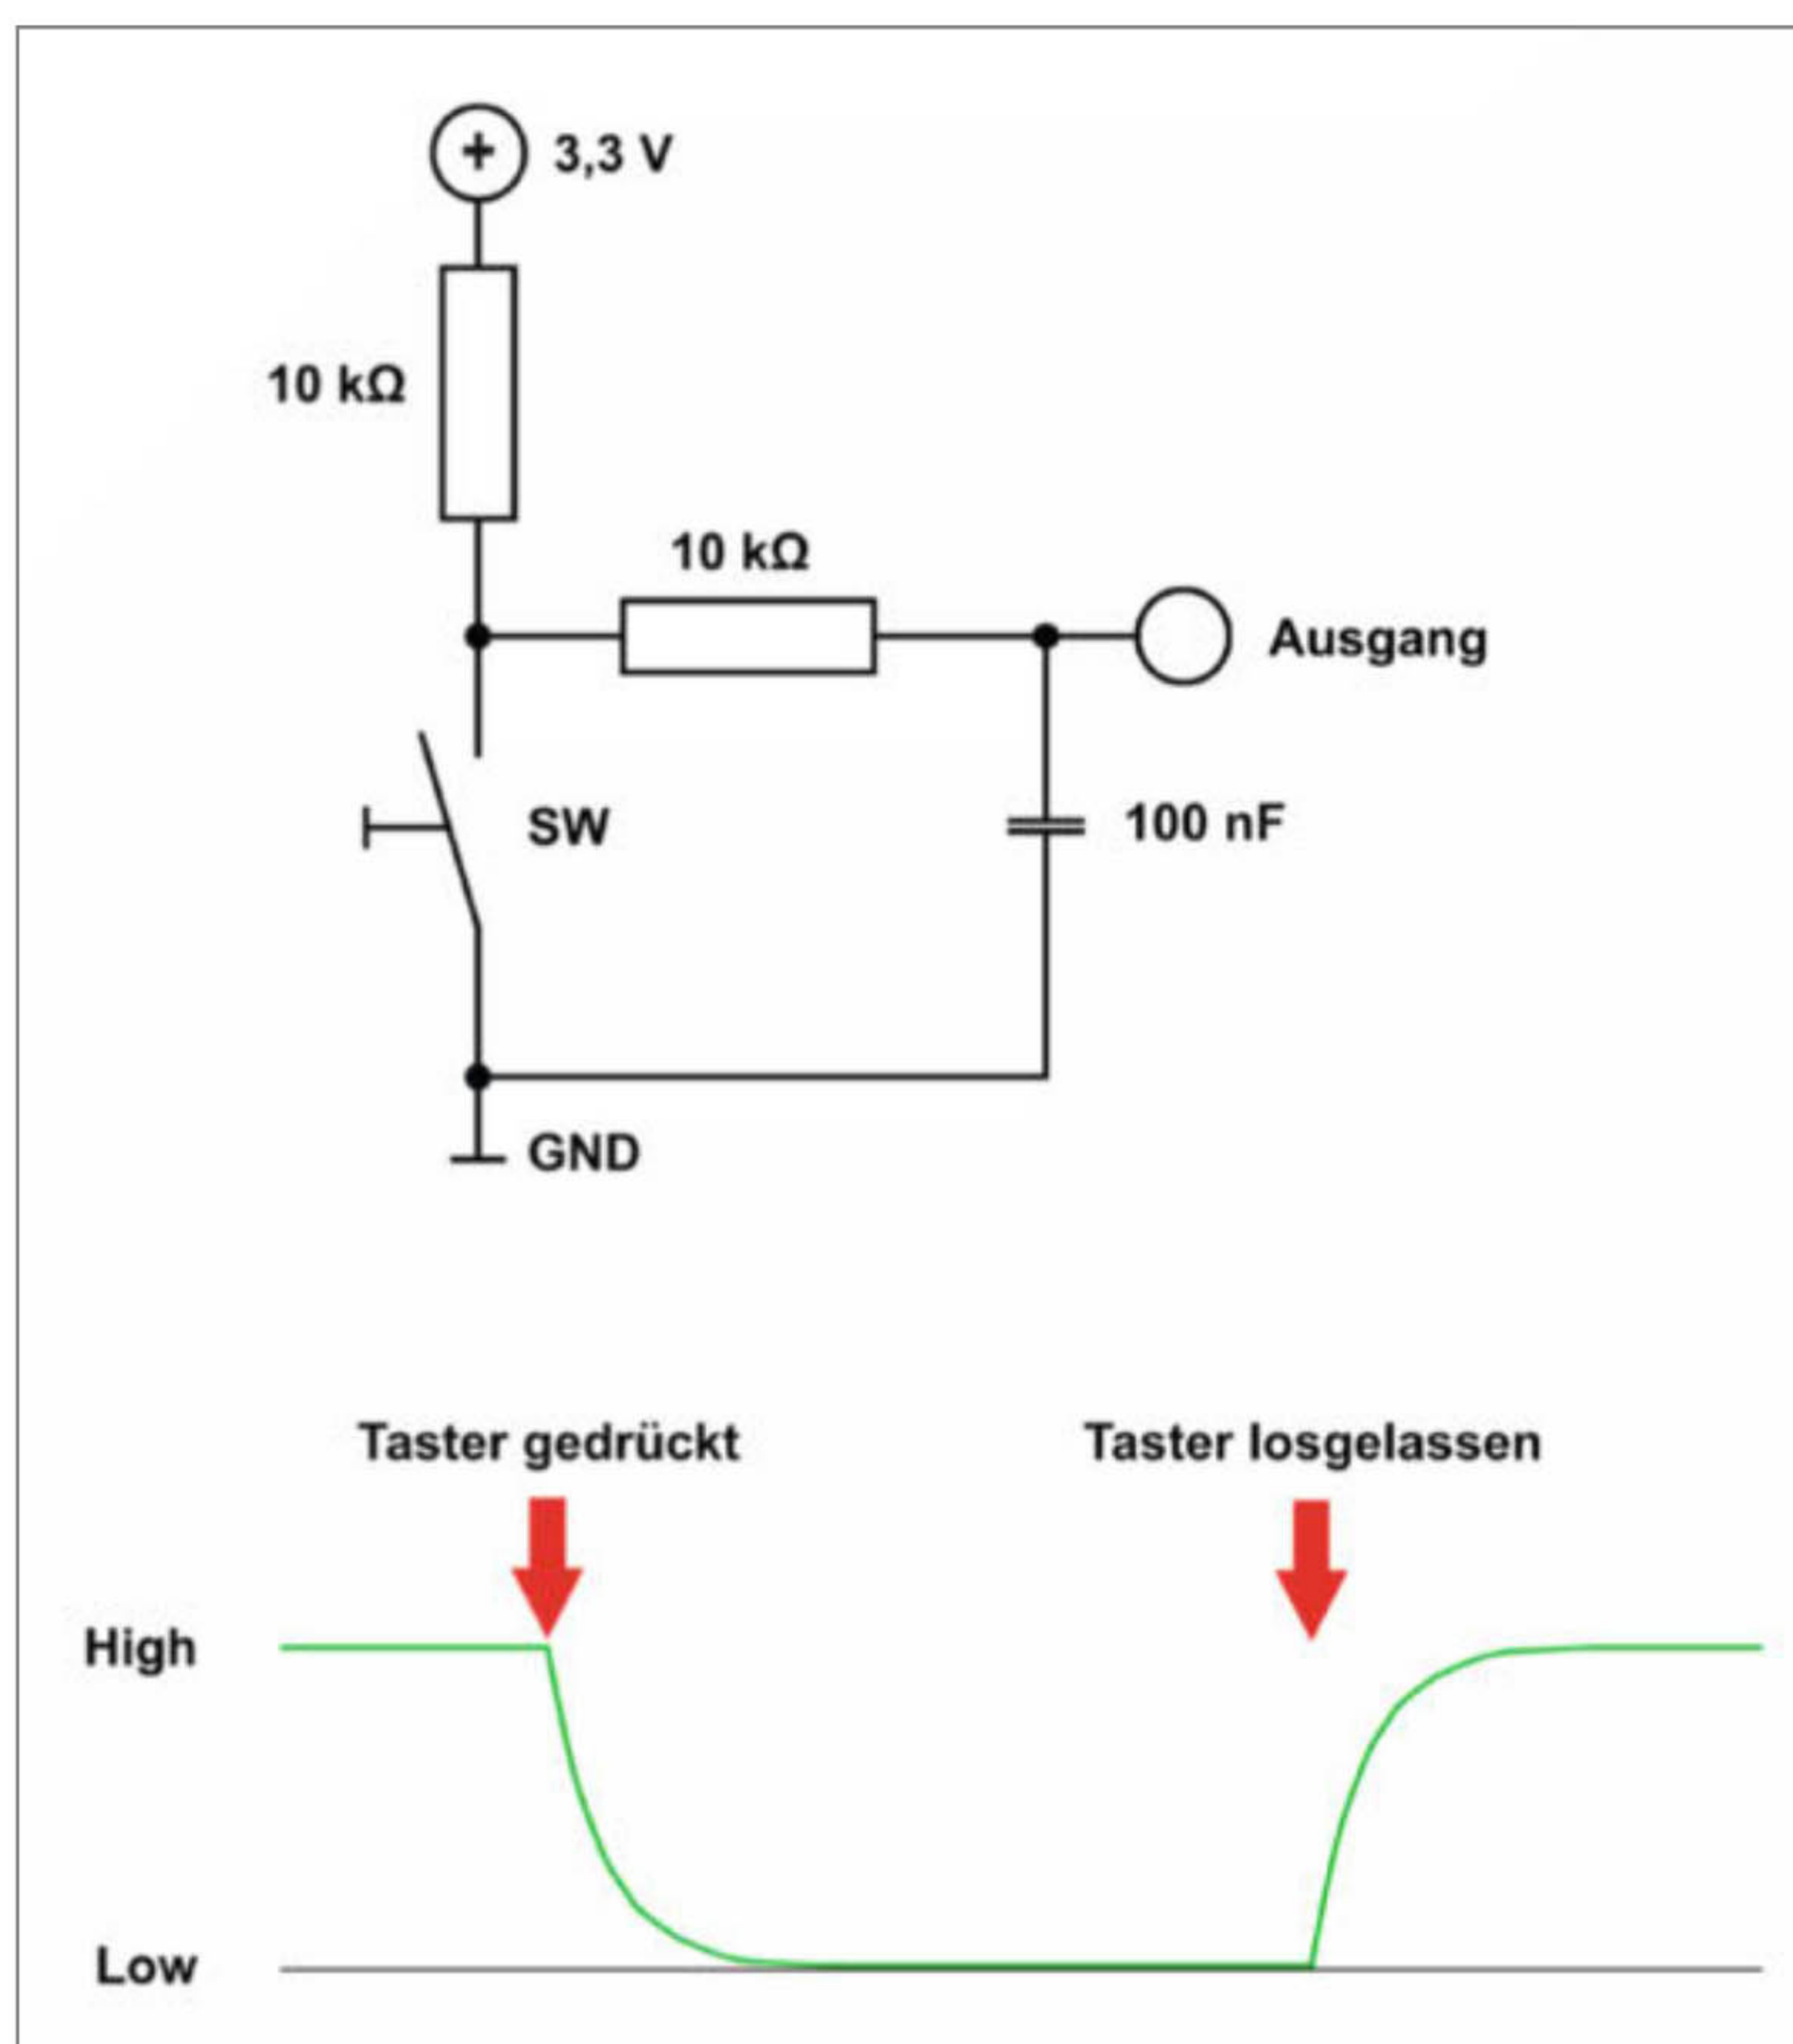 + 3,3 V
10 kΩ
10 kΩ
Ausgang
SW
100 nF
GND
Taster gedrückt
Taster losgelassen
High
Low